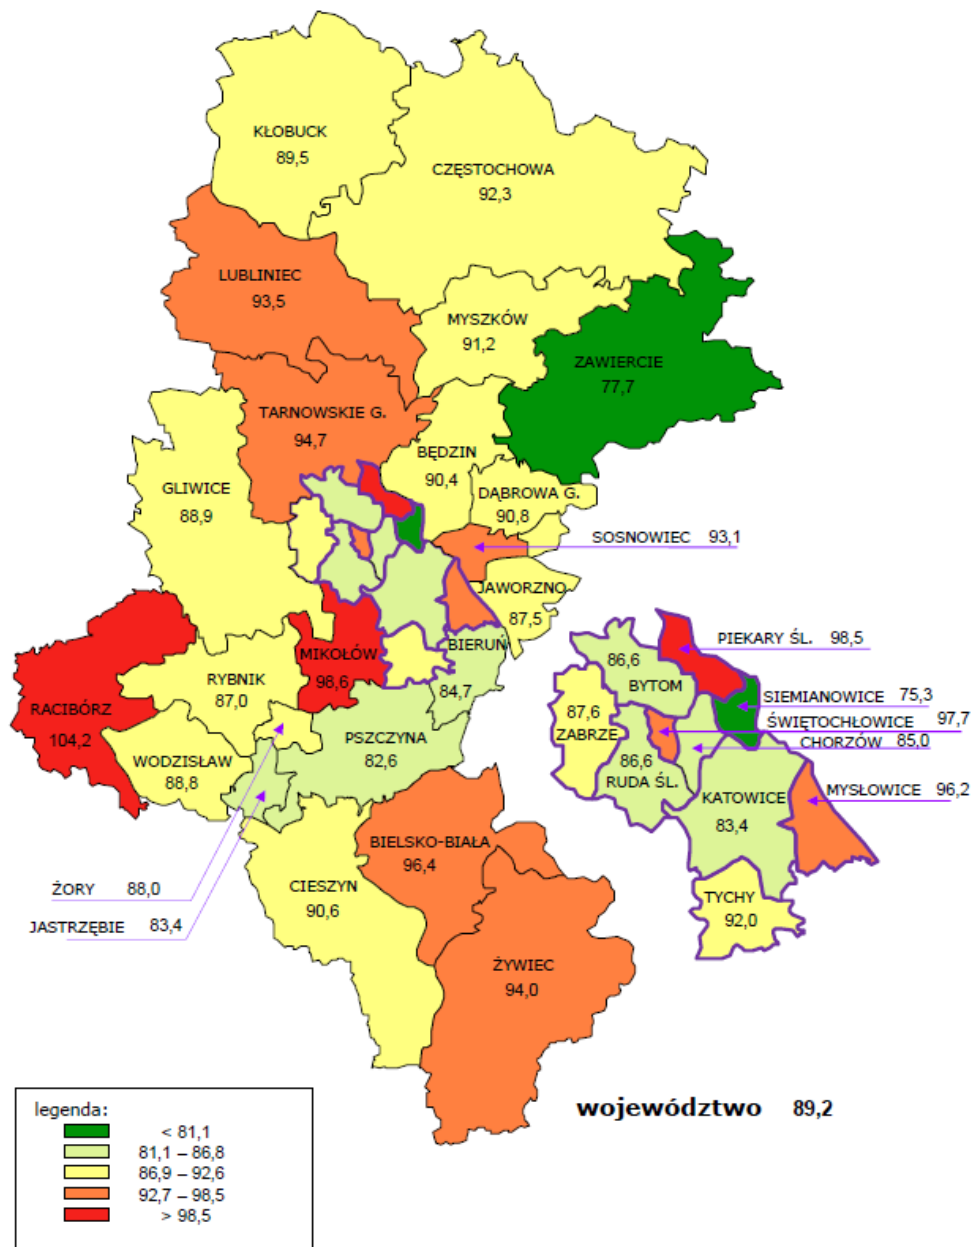 KŁOBUCK
89,5
CZĘSTOCHOWA
92,3
LUBLINIEC
93,5
MYSZKÓW
91,2
ZAWIERCIE
77,7
TARNOWSKIE G.
94,7
BĘDZIN
90,4
GLIWICE
88,9
DĄBROWA G.
90,8
SOSNOWIEC 93,1
JAWORZNO
87,5
BIERUŃ
84,7
MIKOŁÓW
98,6
RYBNIK
87,0
RACIBÓRZ
104,2
WODZISŁAW
88,8
PSZCZYNA
82,6
BIELSKO-BIAŁA
96,4
CIESZYN
90,6
ŻORY 88,0
JASTRZĘBIE 83,4
ŻYWIEC
94,0
PIEKARY ŚL. 98,5
86,6
BYTOM
SIEMIANOWICE 75,3
87,6
ZABRZE
ŚWIĘTOCHŁOWICE 97,7
CHORZÓW 85,0
86,6
RUDA ŚL.
MYSŁOWICE 96,2
KATOWICE
83,4
TYCHY
92,0
województwo 89,2
legenda:
< 81,1
81,1 – 86,8
86,9 – 92,6
92,7 – 98,5
> 98,5